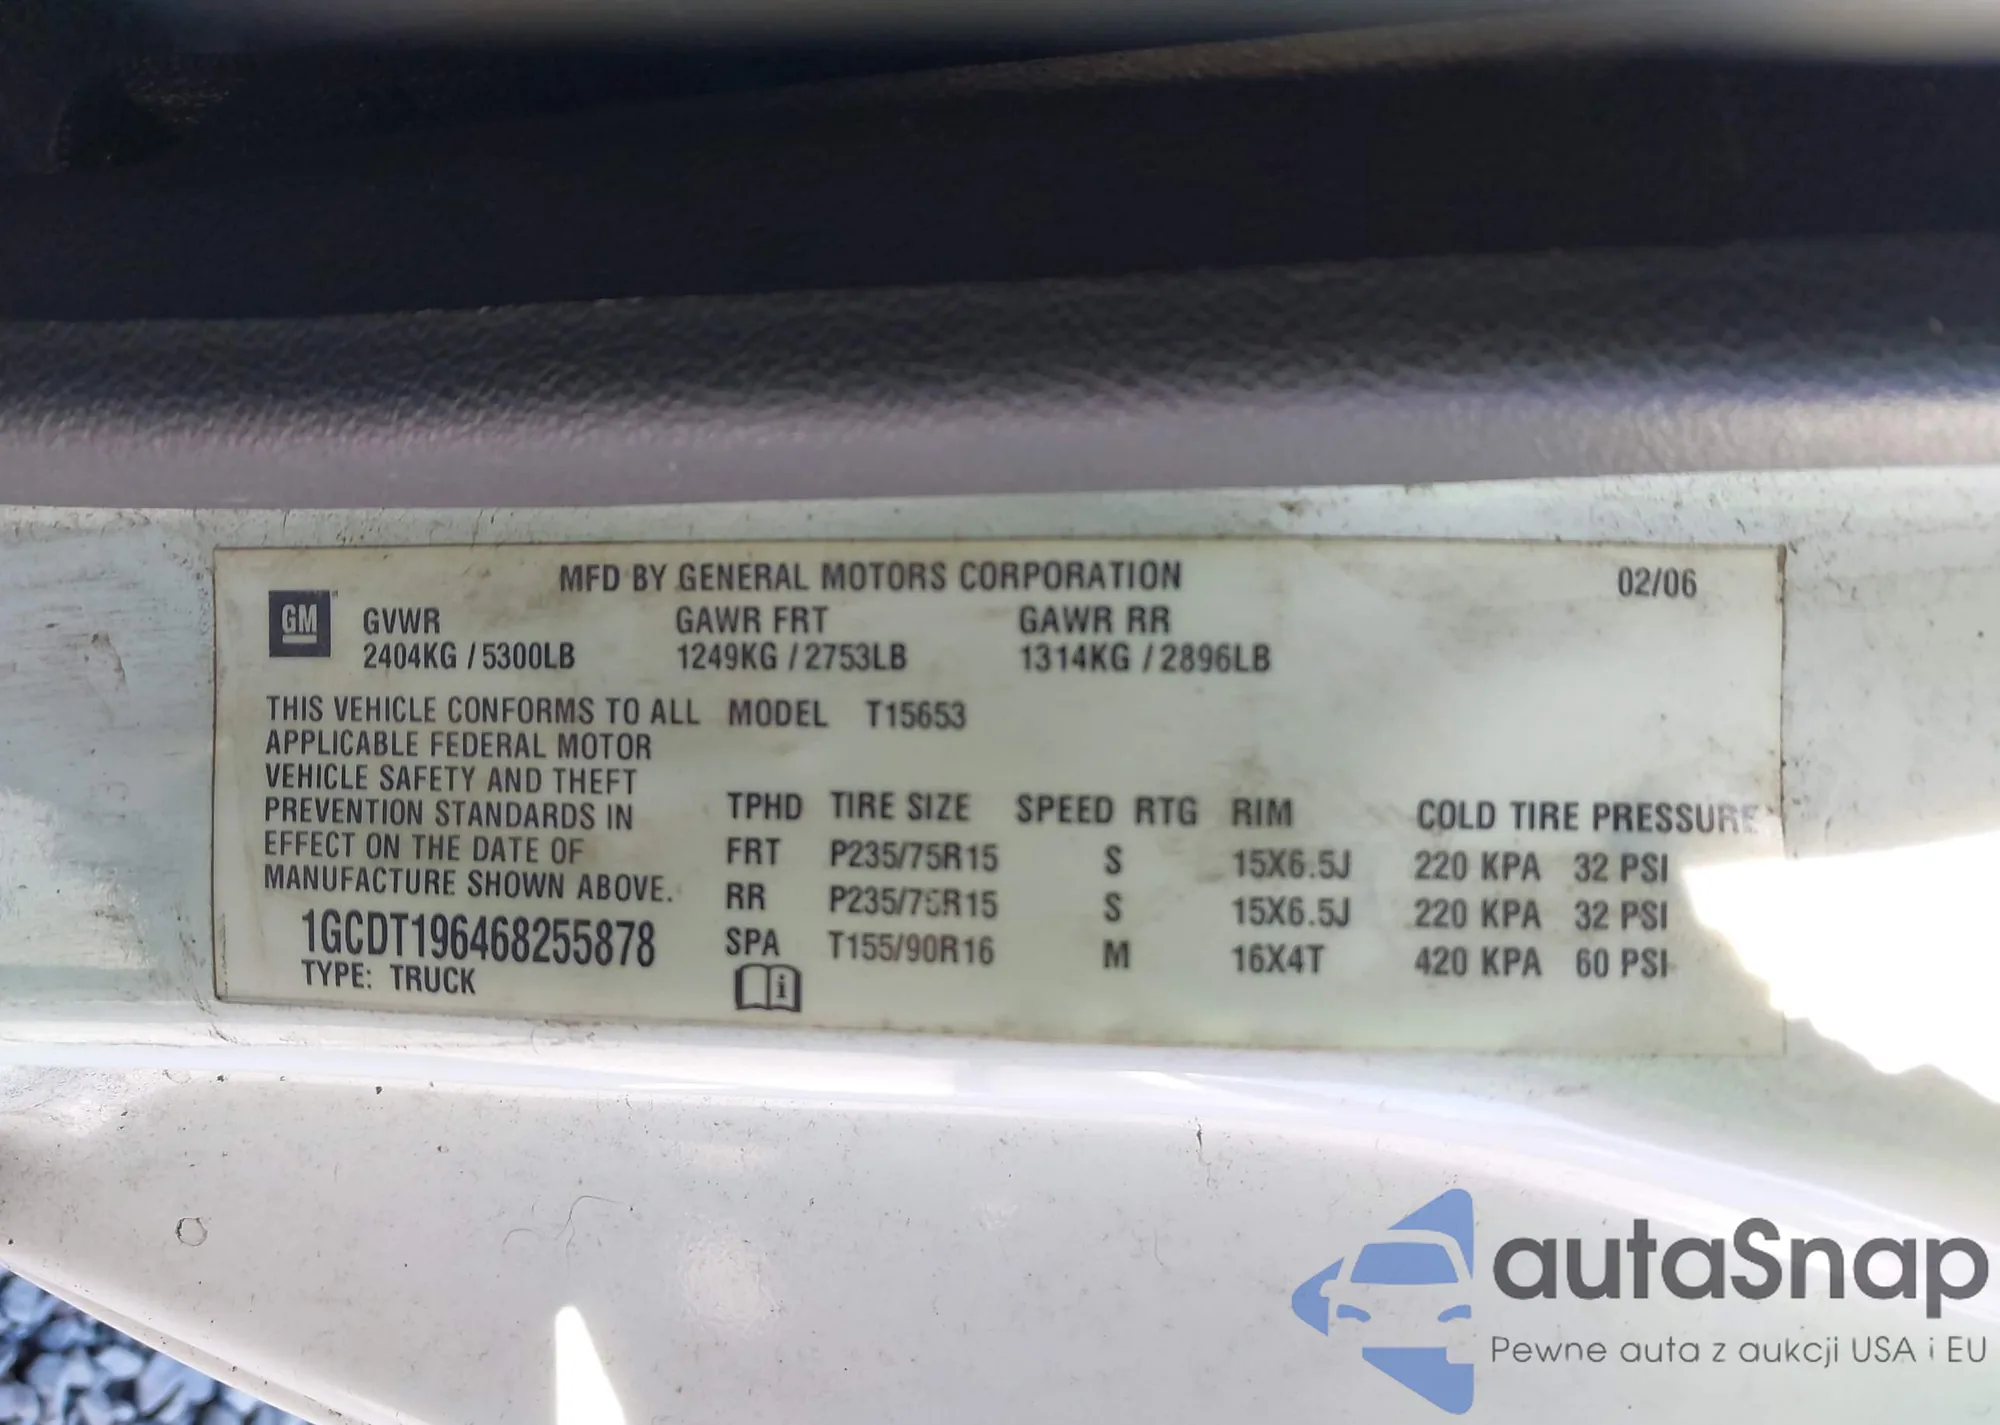 MFD BY GENERAL MOTORS CORPORATION 02/06
GM GVWR GAWR FRT GAWR RR
2404KG / 5300LB 1249KG / 2753LB 1314KG / 2896LB
THIS VEHICLE CONFORMS TO ALL MODEL T15653
APPLICABLE FEDERAL MOTOR
VEHICLE SAFETY AND THEFT
PREVENTION STANDARDS IN
EFFECT ON THE DATE OF
MANUFACTURE SHOWN ABOVE.
1GCDT196468255878
TYPE: TRUCK
TPHD TIRE SIZE SPEED RTG RIM COLD TIRE PRESSURE
FRT P235/75R15 S 15X6.5J 220 KPA 32 PSI
RR P235/75R15 S 15X6.5J 220 KPA 32 PSI
SPA T155/90R16 M 16X4T 420 KPA 60 PSI
autaSnap
Pewne auta z aukcji USA i EU